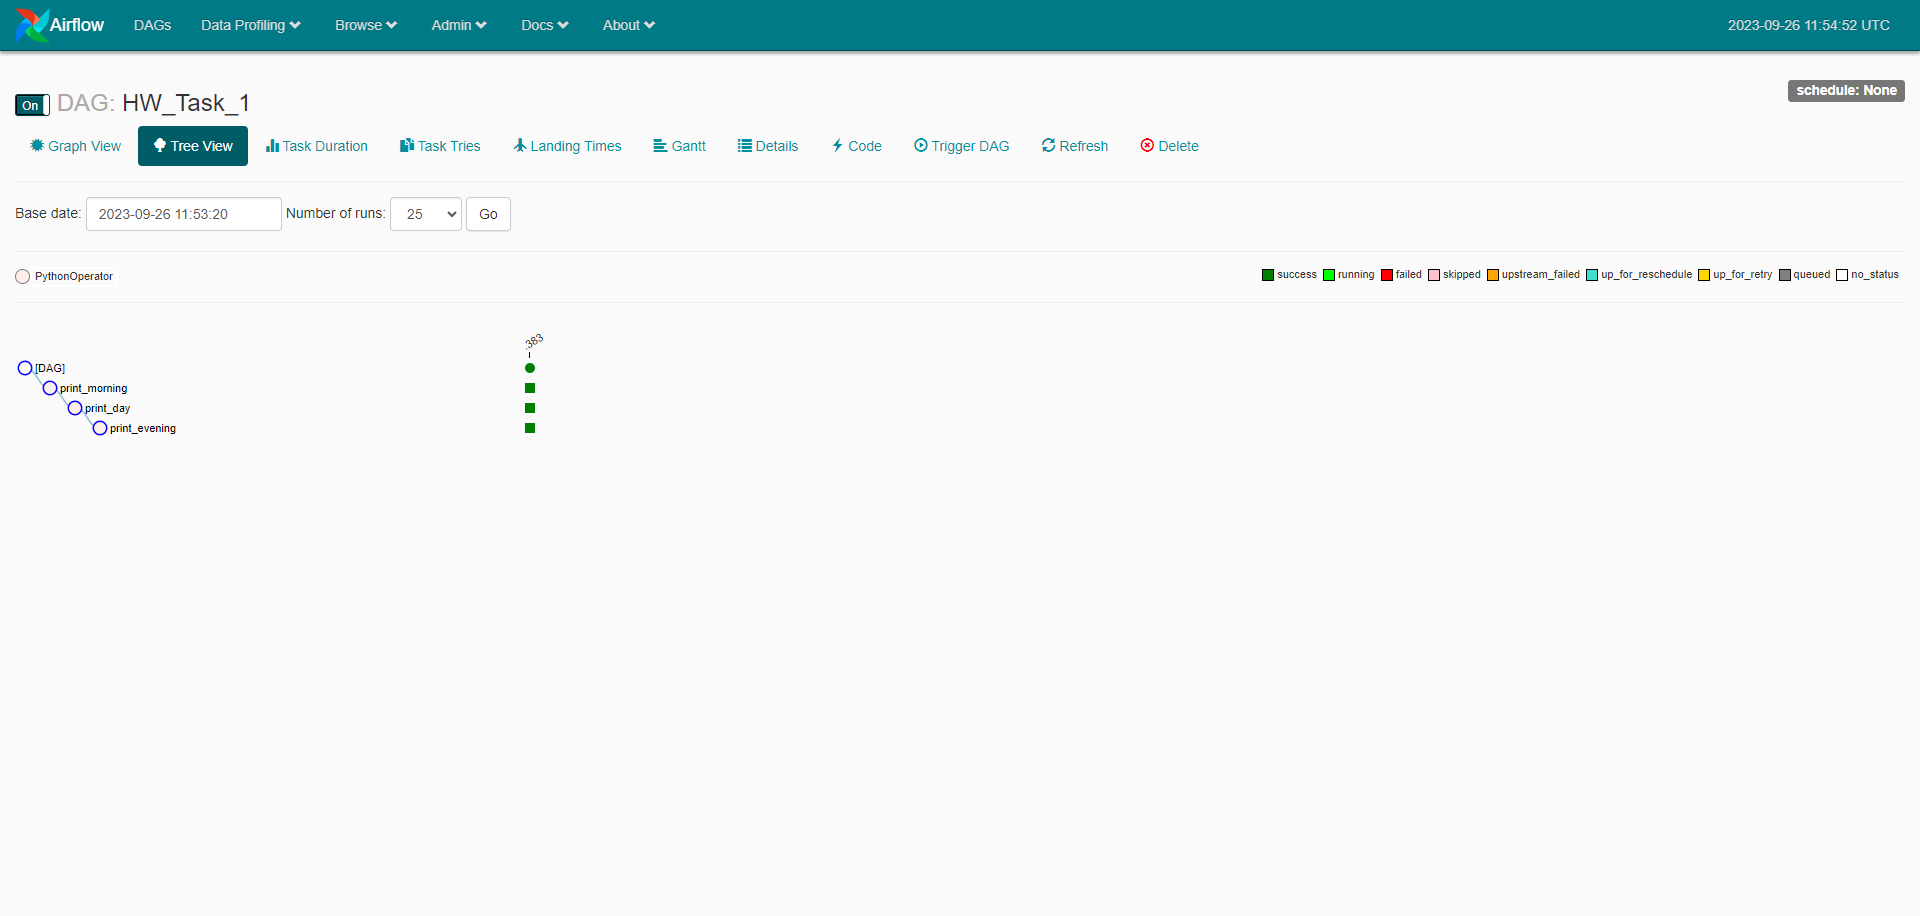 Airflow DAGs Data Profiling Browse Admin Docs About 2023-09-26 11:54:52 UTC
schedule: None
On DAG: HW_Task_1
Graph View Tree View Task Duration Task Tries Landing Times Gantt Details Code Trigger DAG Refresh Delete
Base date: 2023-09-26 11:53:20 Number of runs: 25 Go
PythonOperator success running failed skipped upstream_failed up_for_reschedule up_for_retry queued no_status
.383
[DAG]
print_morning
print_day
print_evening